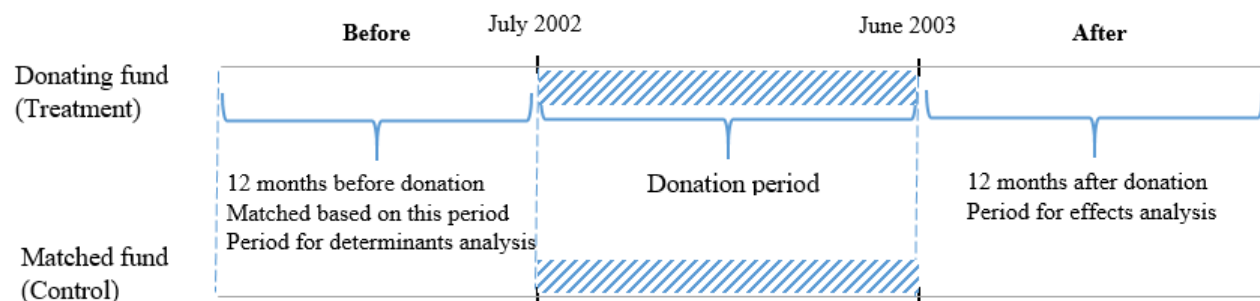 Before
July 2002
June 2003
After
Donating fund
(Treatment)
12 months before donation
Matched based on this period
Period for determinants analysis
Donation period
12 months after donation
Period for effects analysis
Matched fund
(Control)